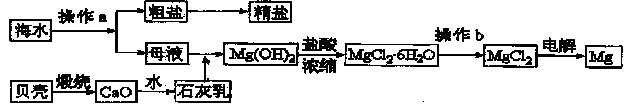 海水 操作a 粗盐 精盐
母液 Mg(OH)₂ 盐酸 浓缩 MgCl₂·6H₂O 操作b MgCl₂ 电解 Mg
贝壳 煅烧 CaO 水 石灰乳